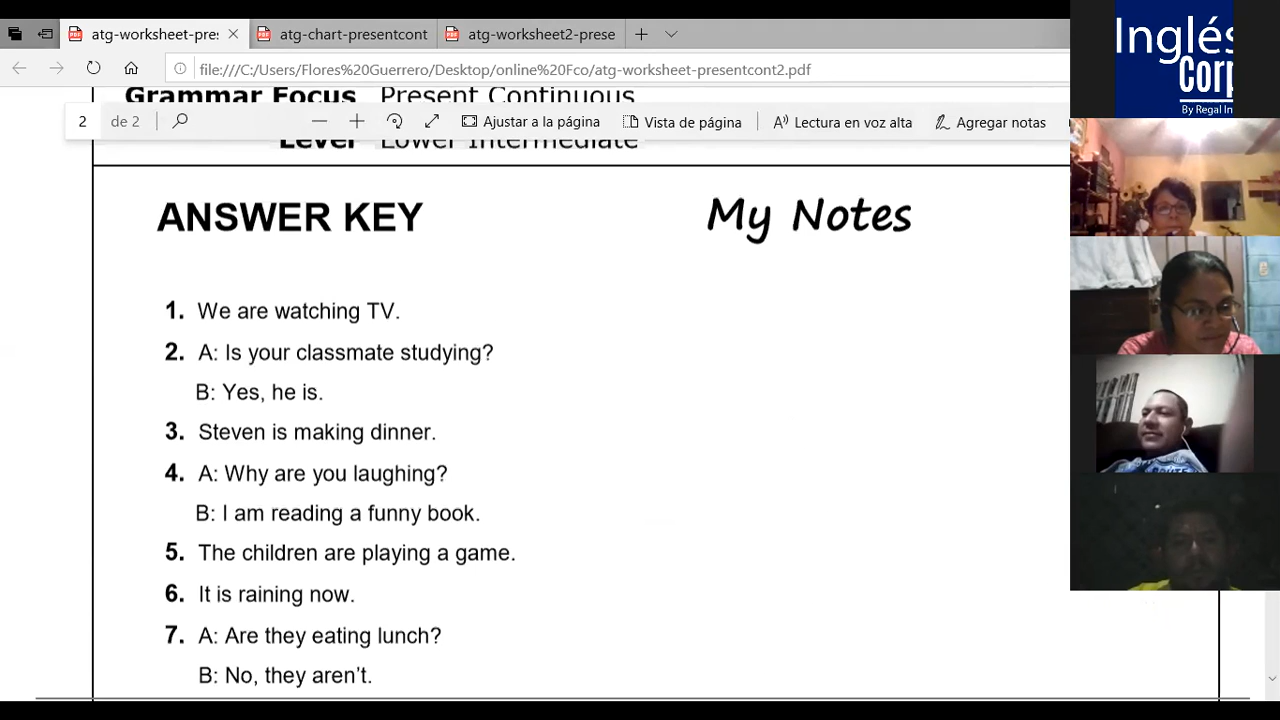 atg-worksheet-pres
atg-chart-presentcont
atg-worksheet2-prese
file:///C:/Users/Flores%20Guerrero/Desktop/online%20Fco/atg-worksheet-presentcont2.pdf
Grammar Focus Present Continuous
2 de 2
Ajustar a la página
Vista de página
Lectura en voz alta
Agregar notas
Level Lower Intermediate
ANSWER KEY
My Notes
1. We are watching TV.
2. A: Is your classmate studying?
B: Yes, he is.
3. Steven is making dinner.
4. A: Why are you laughing?
B: I am reading a funny book.
5. The children are playing a game.
6. It is raining now.
7. A: Are they eating lunch?
B: No, they aren't.
Inglés
Corp
By Regal In